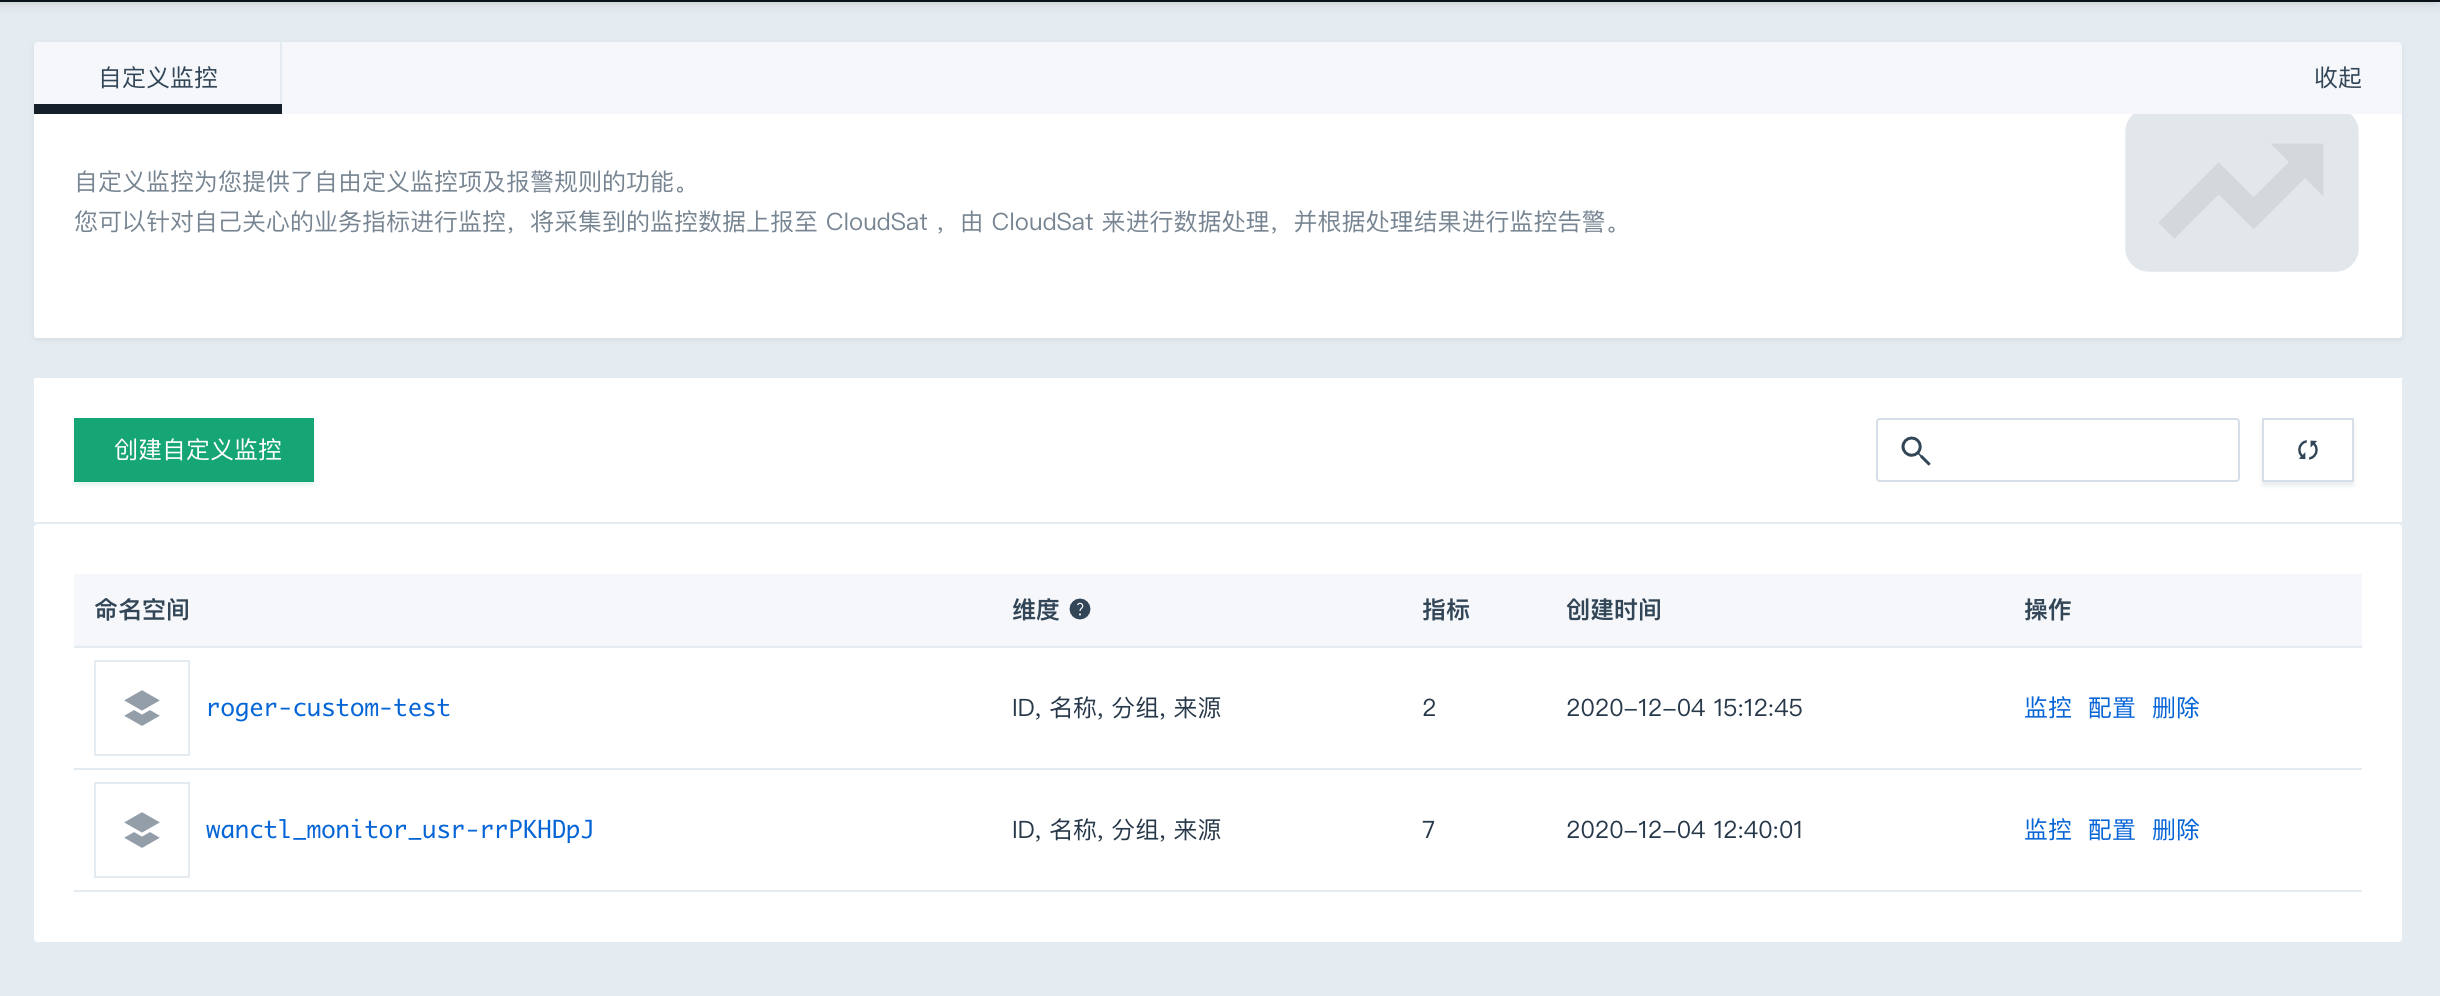 自定义监控
收起
自定义监控为您提供了自由定义监控项及报警规则的功能。
您可以针对自己关心的业务指标进行监控，将采集到的监控数据上报至 CloudSat ，由 CloudSat 来进行数据处理，并根据处理结果进行监控告警。
创建自定义监控
命名空间 维度 ? 指标 创建时间 操作
roger-custom-test ID, 名称, 分组, 来源 2 2020-12-04 15:12:45 监控 配置 删除
wanctl_monitor_usr-rrPKHDpJ ID, 名称, 分组, 来源 7 2020-12-04 12:40:01 监控 配置 删除